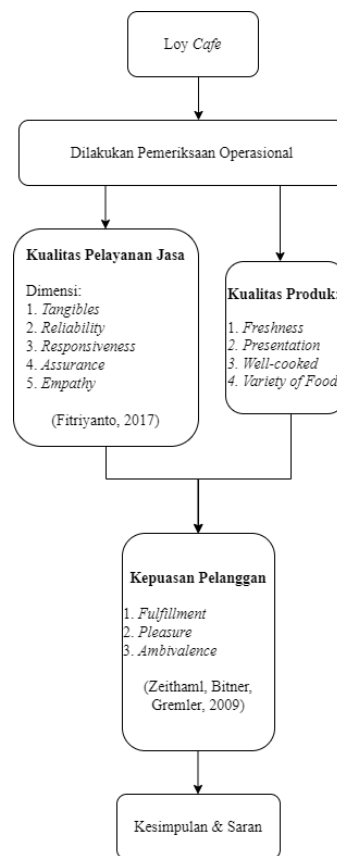 Loy Cafe
Dilakukan Pemeriksaan Operasional
Kualitas Pelayanan Jasa
Dimensi:
1. Tangibles
2. Reliability
3. Responsiveness
4. Assurance
5. Empathy
(Fitriyanto, 2017)
Kualitas Produk:
1. Freshness
2. Presentation
3. Well-cooked
4. Variety of Food
Kepuasan Pelanggan
1. Fulfillment
2. Pleasure
3. Ambivalence
(Zeithaml, Bitner,
Gremler, 2009)
Kesimpulan & Saran